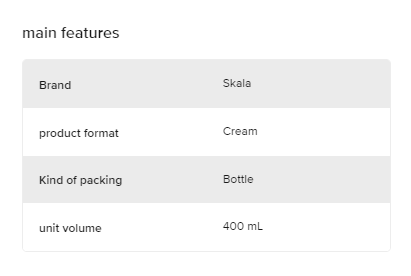 main features
Brand Skala
product format Cream
Kind of packing Bottle
unit volume 400 mL